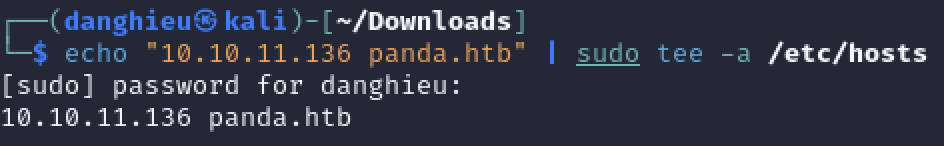 ┌──(danghieu㉿kali)-[~/Downloads]
└─$ echo "10.10.11.136 panda.htb" | sudo tee -a /etc/hosts
[sudo] password for danghieu:
10.10.11.136 panda.htb